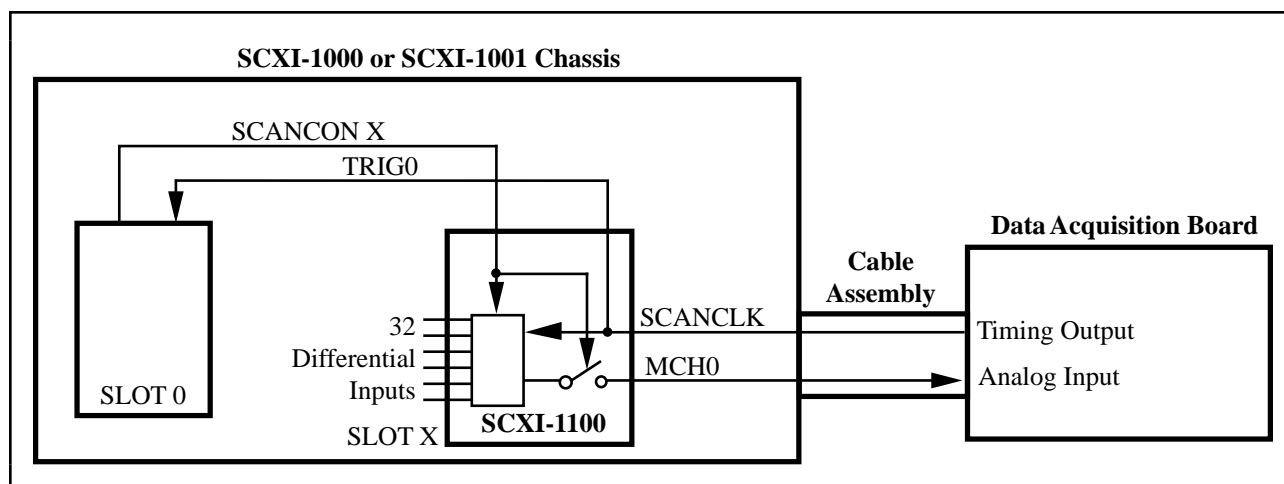 SCXI-1000 or SCXI-1001 Chassis
SCANCON X
TRIG0
SLOT 0
32
Differential
Inputs
SCXI-1100
SLOT X
SCANCLK
MCH0
Cable
Assembly
Data Acquisition Board
Timing Output
Analog Input